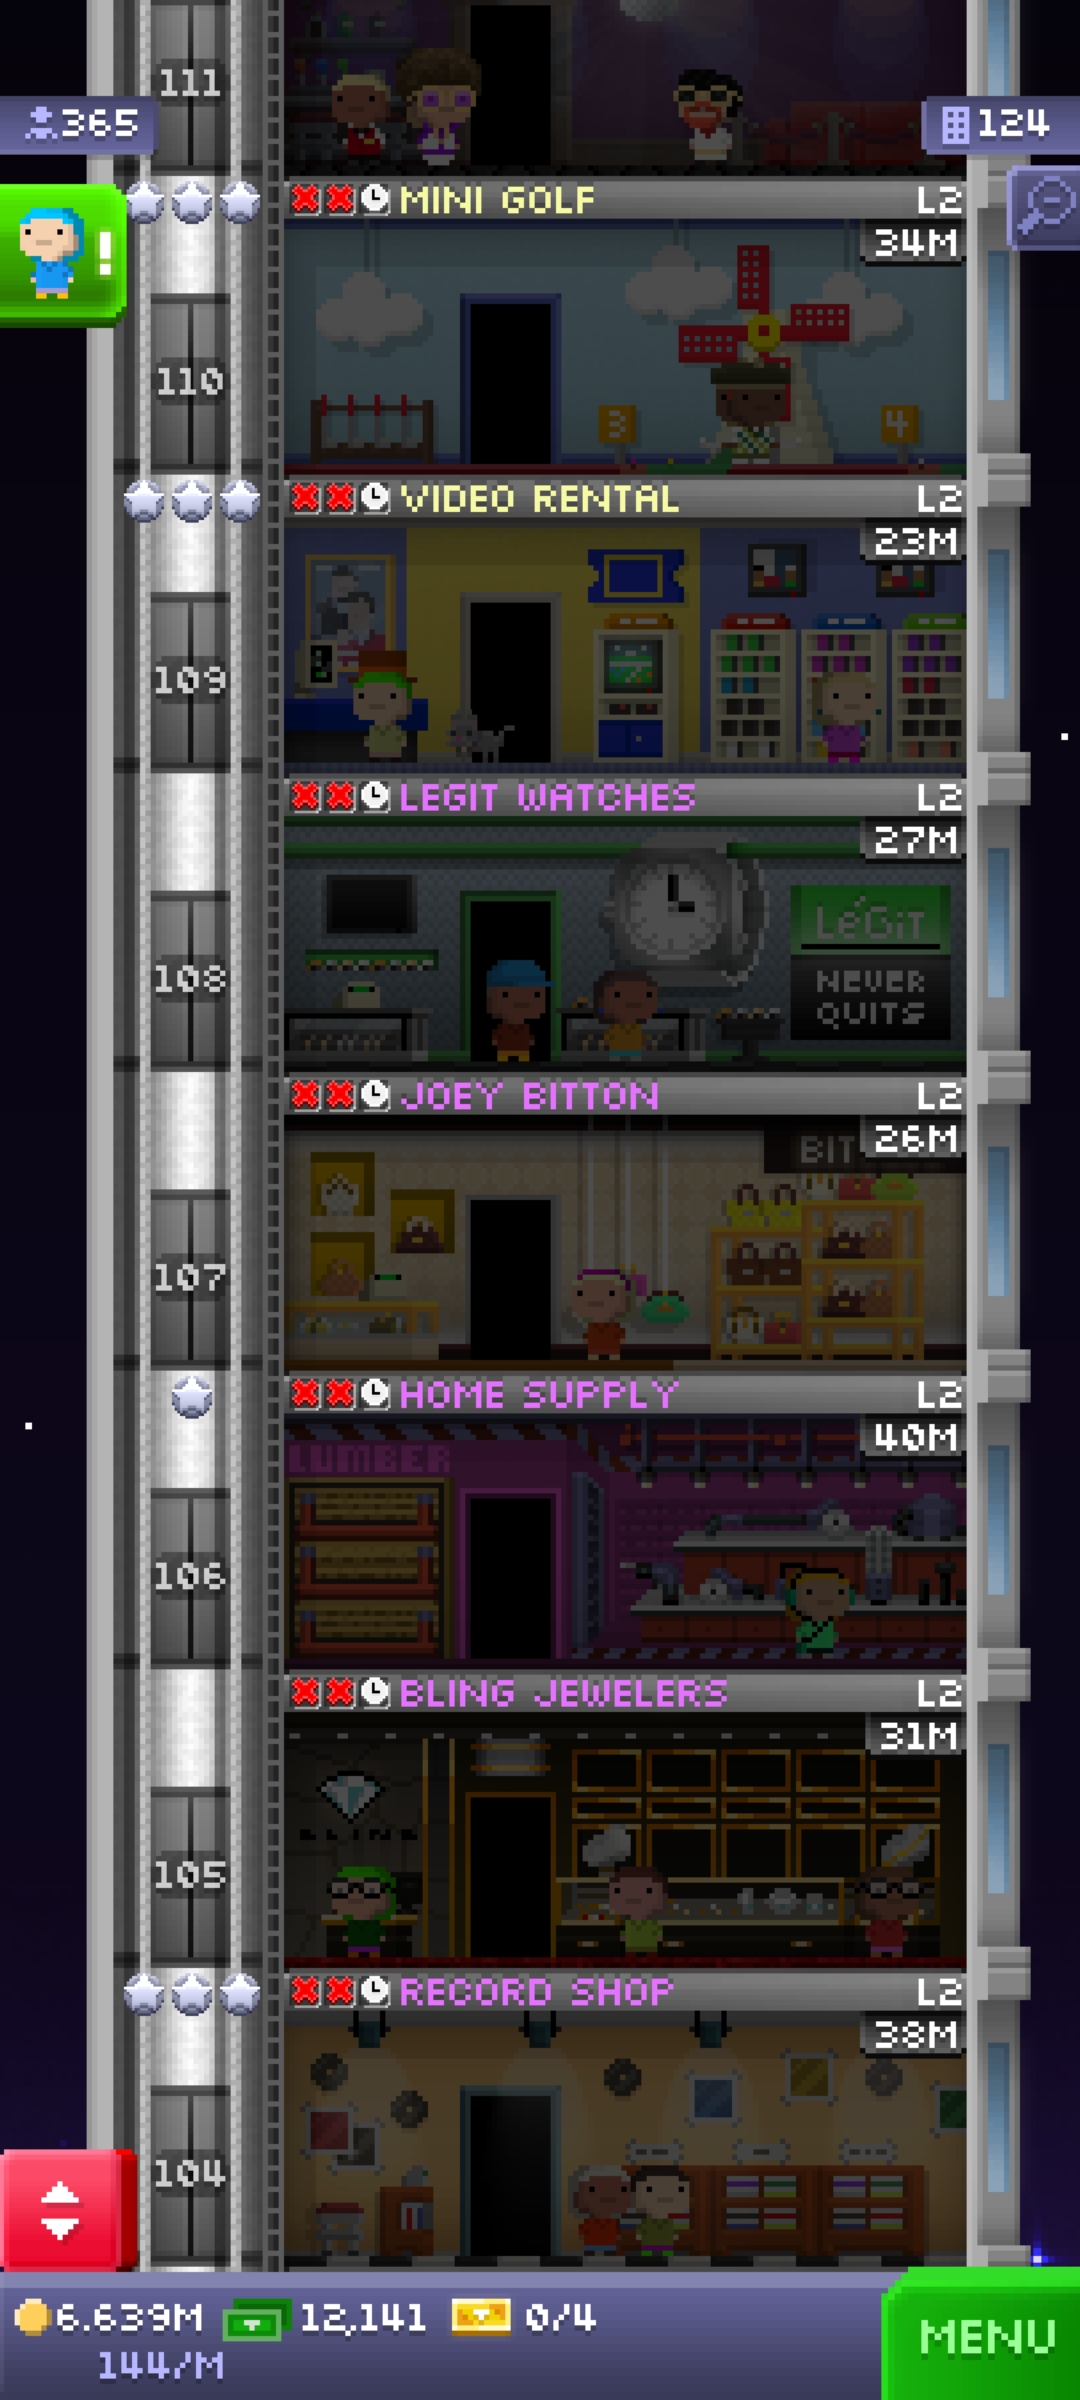 111
365
124
MINI GOLF L2
34M
110
3
4
VIDEO RENTAL L2
23M
109
LEGIT WATCHES L2
27M
LéGiT
NEVER
QUITS
108
JOEY BITTON L2
26M
BIT
107
HOME SUPPLY L2
40M
LUMBER
106
BLING JEWELERS L2
31M
BLING
105
RECORD SHOP L2
38M
104
6.639M 12,141 0/4
144/M
MENU
!